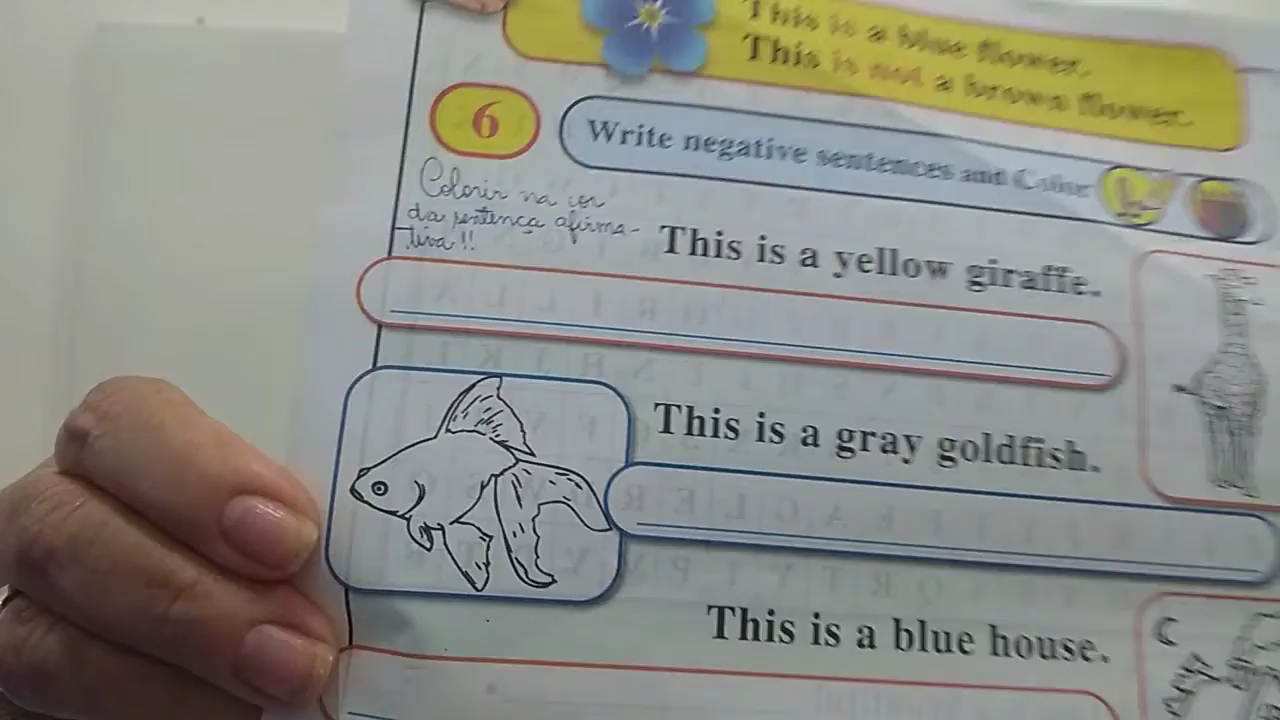 This is a blue flower.
This is not a brown flower.
6
Write negative sentences and Color
Colorir na cor
da sentença afirma-
tiva!!
This is a yellow giraffe.
This is a gray goldfish.
This is a blue house.